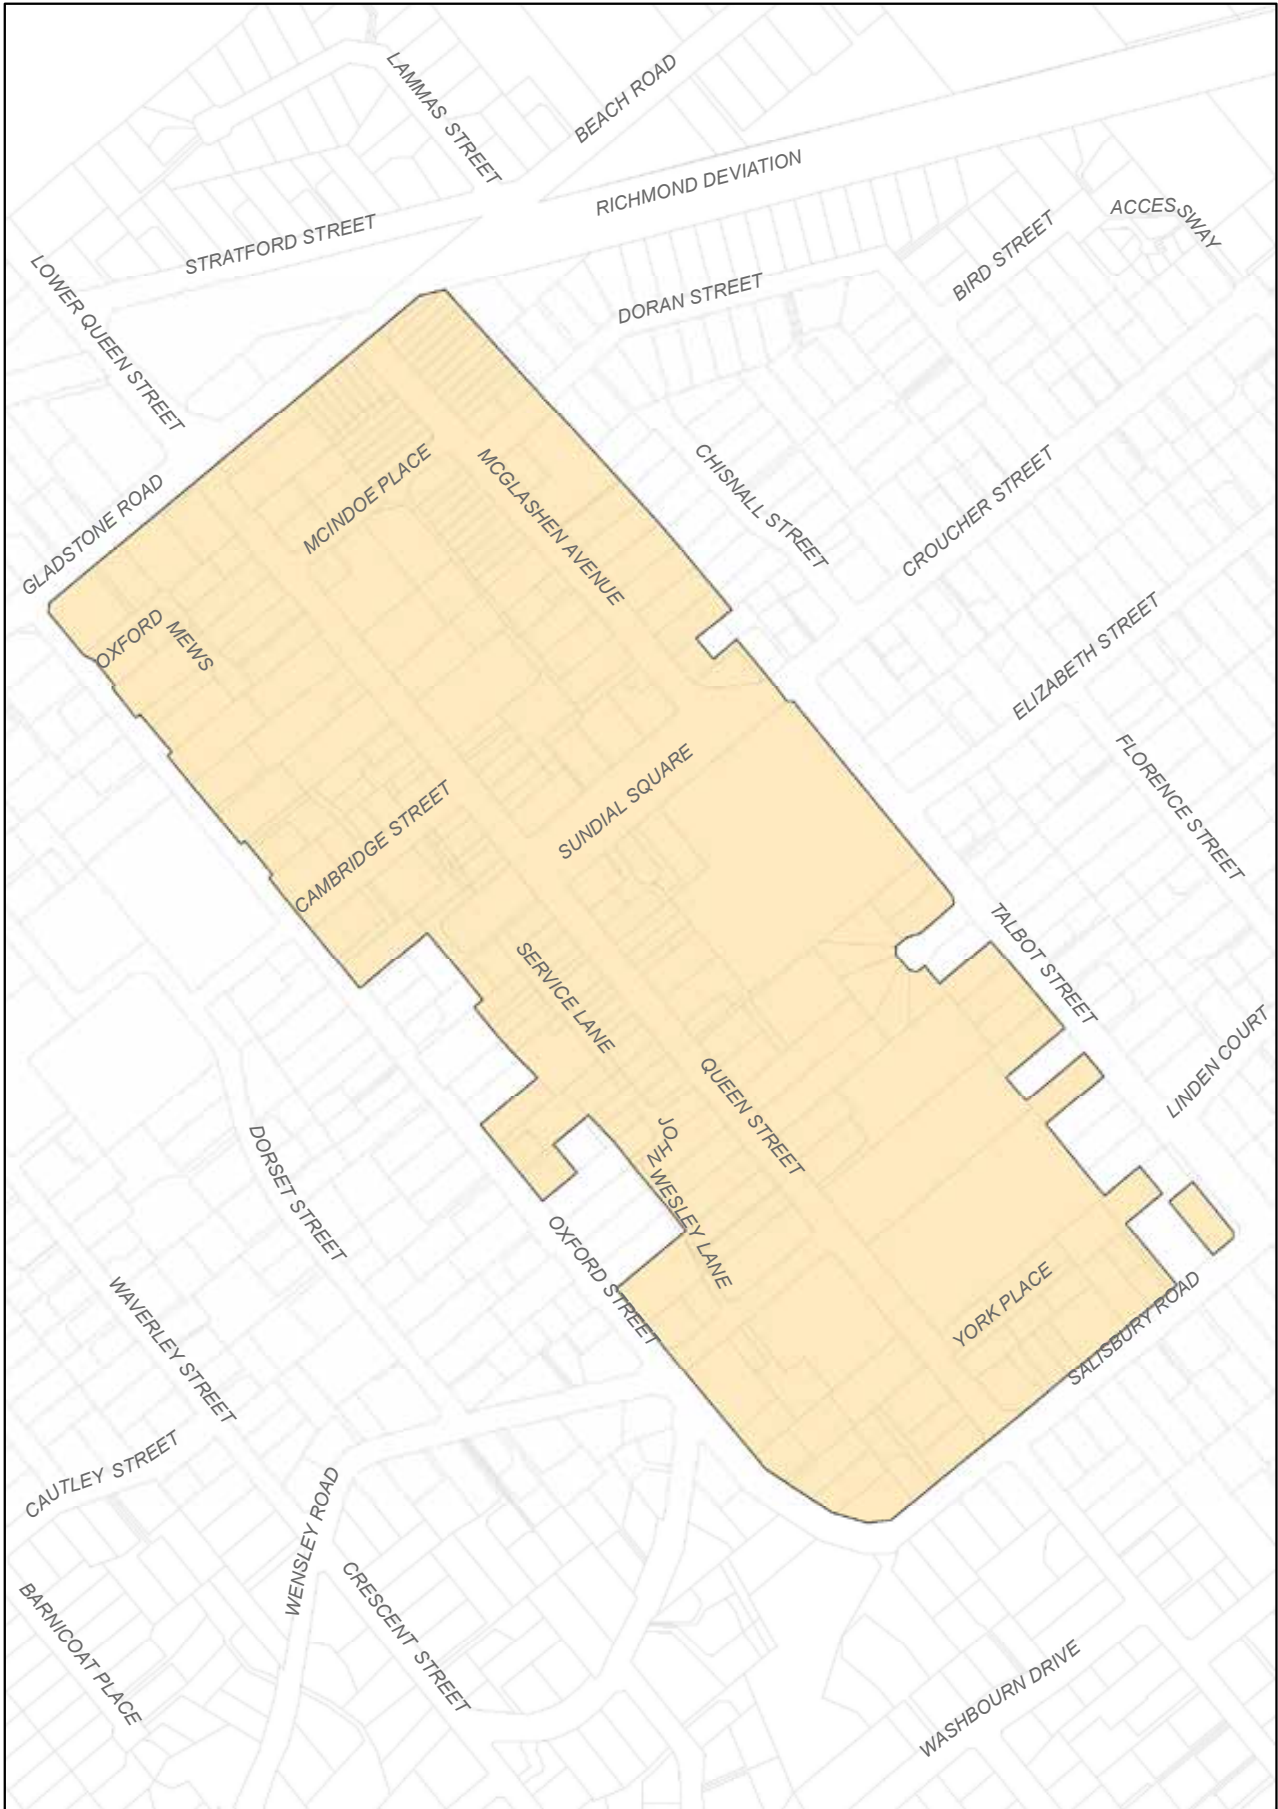 LAMMAS STREET
BEACH ROAD
RICHMOND DEVIATION
STRATFORD STREET
ACCES SWAY
BIRD STREET
LOWER QUEEN STREET
DORAN STREET
CHISNALL STREET
CROUCHER STREET
MCINDOE PLACE
MCGLASHEN AVENUE
GLADSTONE ROAD
OXFORD MEWS
ELIZABETH STREET
FLORENCE STREET
SUNDIAL SQUARE
CAMBRIDGE STREET
TALBOT STREET
SERVICE LANE
LINDEN COURT
QUEEN STREET
JOHN WESLEY LANE
DORSET STREET
OXFORD STREET
YORK PLACE
SALISBURY ROAD
WAVERLEY STREET
CAUTLEY STREET
WENSLEY ROAD
CRESCENT STREET
BARNICOAT PLACE
WASHBOURN DRIVE